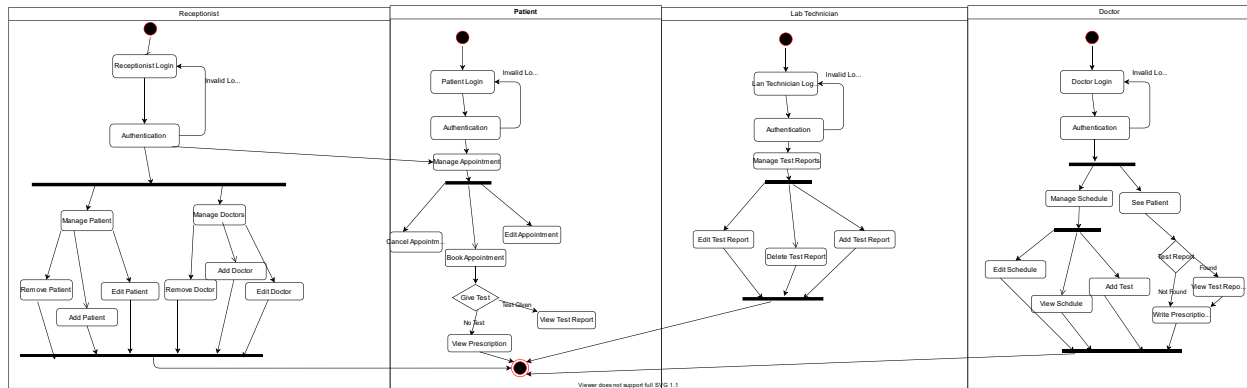 Receptionist
Patient
Lab Technician
Doctor
Receptionist Login
Invalid Lo...
Authentication
Manage Patient
Manage Doctors
Remove Patient
Add Patient
Edit Patient
Remove Doctor
Add Doctor
Edit Doctor
Patient Login
Invalid Lo...
Authentication
Manage Appointment
Cancel Appointm...
Edit Appointment
Book Appointment
Give Test
Test Given
No Test
View Test Report
View Prescription
Lan Technician Log...
Invalid Lo...
Authentication
Manage Test Reports
Edit Test Report
Add Test Report
Delete Test Report
Doctor Login
Invalid Lo...
Authentication
Manage Schedule
See Patient
Edit Schedule
View Schdule
Add Test
Test Report
Found
Not Found
View Test Repo...
Write Prescriptio...
Viewer does not support full SVG 1.1